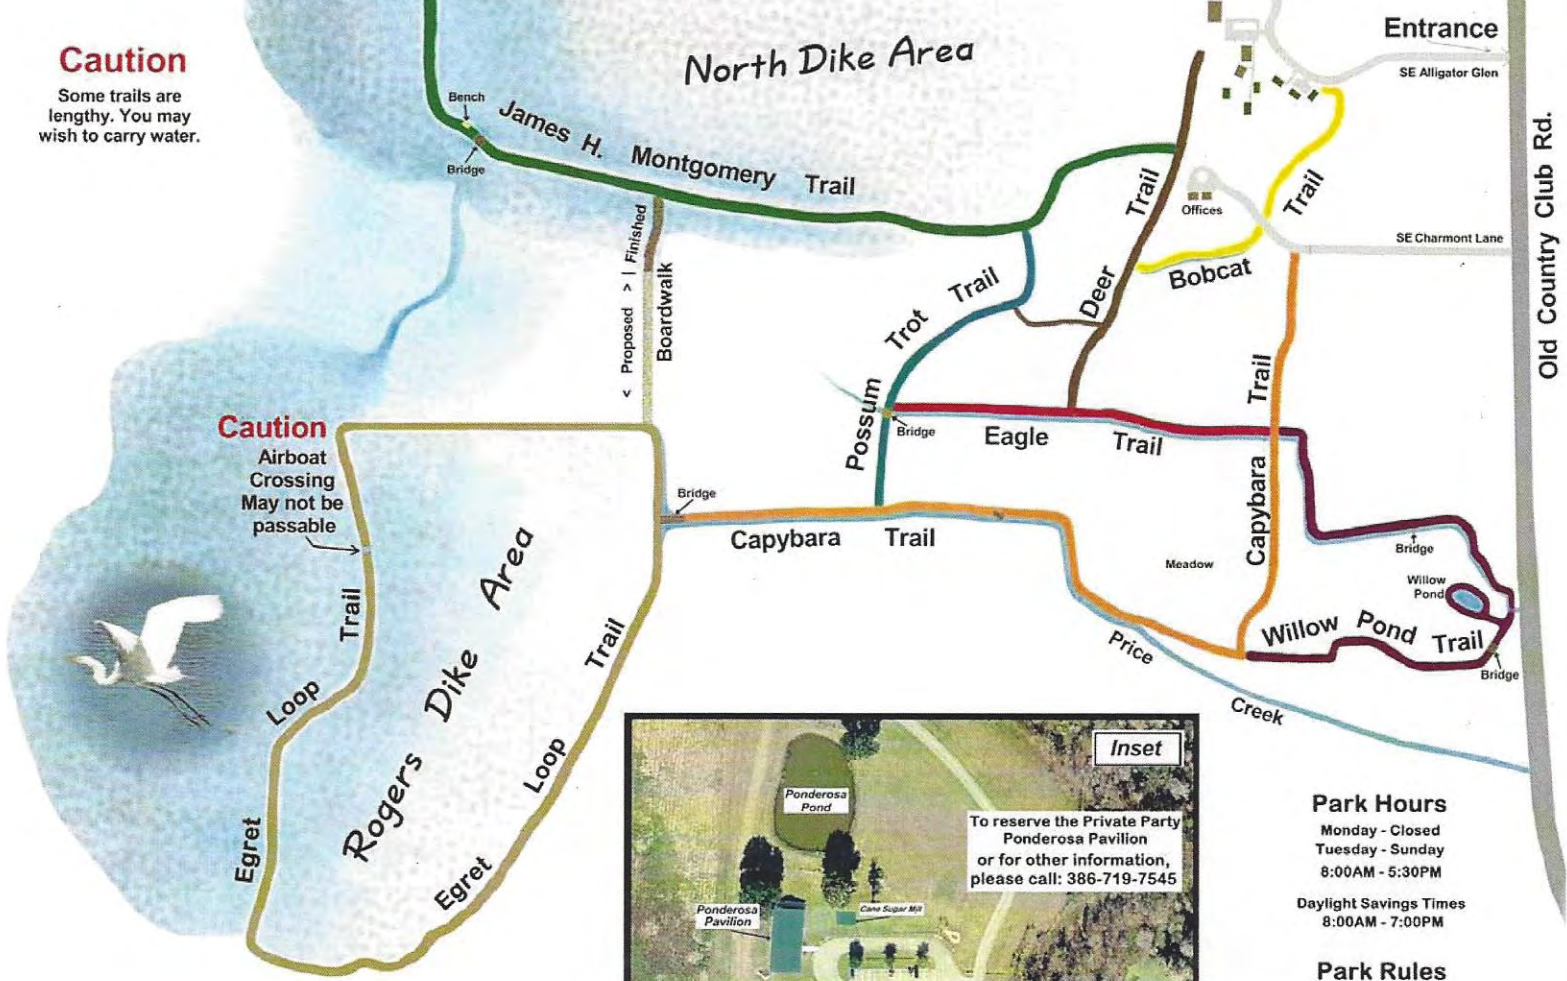 Caution
Some trails are
lengthy. You may
wish to carry water.
North Dike Area
Entrance
SE Alligator Glen
Bench
Bridge
James H. Montgomery Trail
Trail
Offices
Trail
SE Charmont Lane
Old Country Club Rd.
Bobcat
Deer
Trot Trail
Possum
< Proposed > | Finished
Boardwalk
Caution
Airboat
Crossing
May not be
passable
Bridge
Eagle Trail
Trail
Capybara
Bridge
Capybara Trail
Meadow
Bridge
Willow
Pond
Willow Pond Trail
Bridge
Price
Creek
Trail
Loop
Egret
Rogers Dike Area
Trail
Loop
Egret
Inset
Ponderosa
Pond
To reserve the Private Party
Ponderosa Pavilion
or for other information,
please call: 386-719-7545
Ponderosa
Pavilion
Cane Sugar Mill
Park Hours
Monday - Closed
Tuesday - Sunday
8:00AM - 5:30PM
Daylight Savings Times
8:00AM - 7:00PM
Park Rules